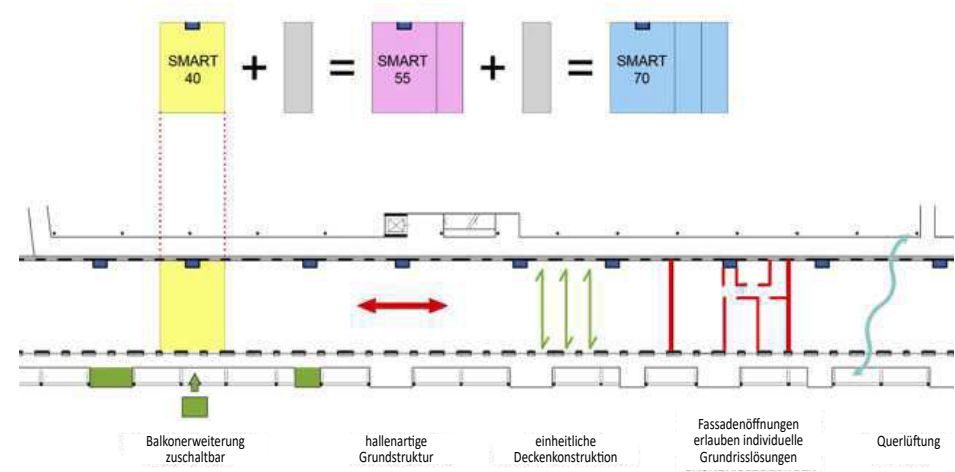 SMART
40
+
=
SMART
55
+
=
SMART
70
Balkonerweiterung
zuschaltbar
hallenartige
Grundstruktur
einheitliche
Deckenkonstruktion
Fassadenöffnungen
erlauben individuelle
Grundrisslösungen
Querlüftung